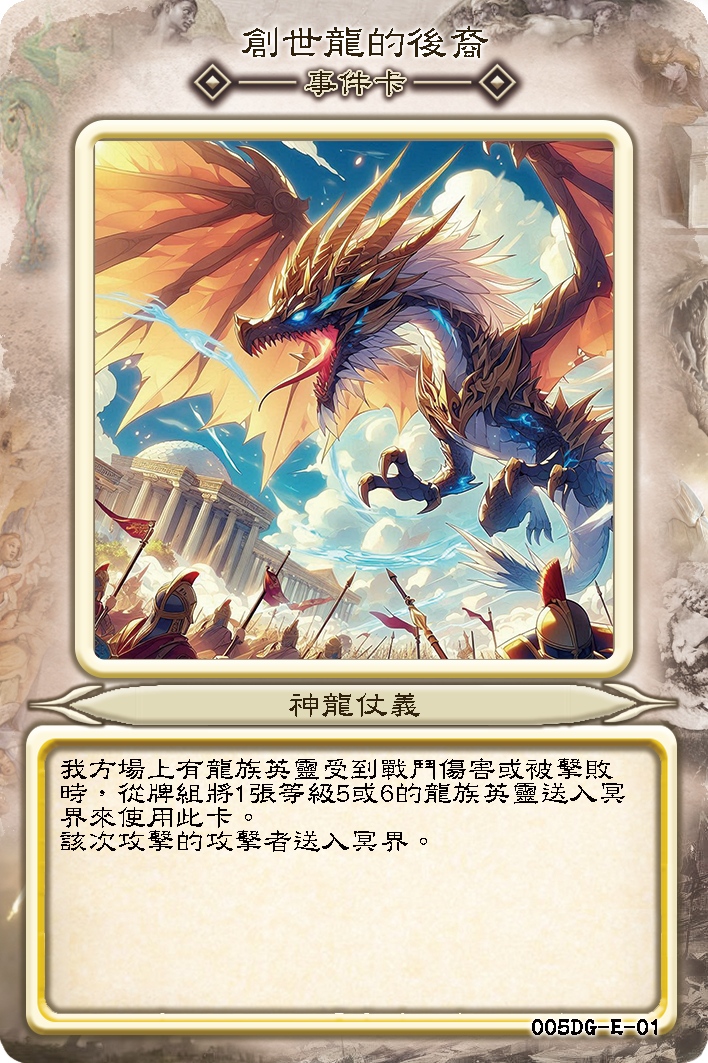 創世龍的後裔
事件卡
神龍仗義
我方場上有龍族英靈受到戰鬥傷害或被擊敗
時，從牌組將1張等級5或6的龍族英靈送入冥
界來使用此卡。
該次攻擊的攻擊者送入冥界。
005DG-E-01